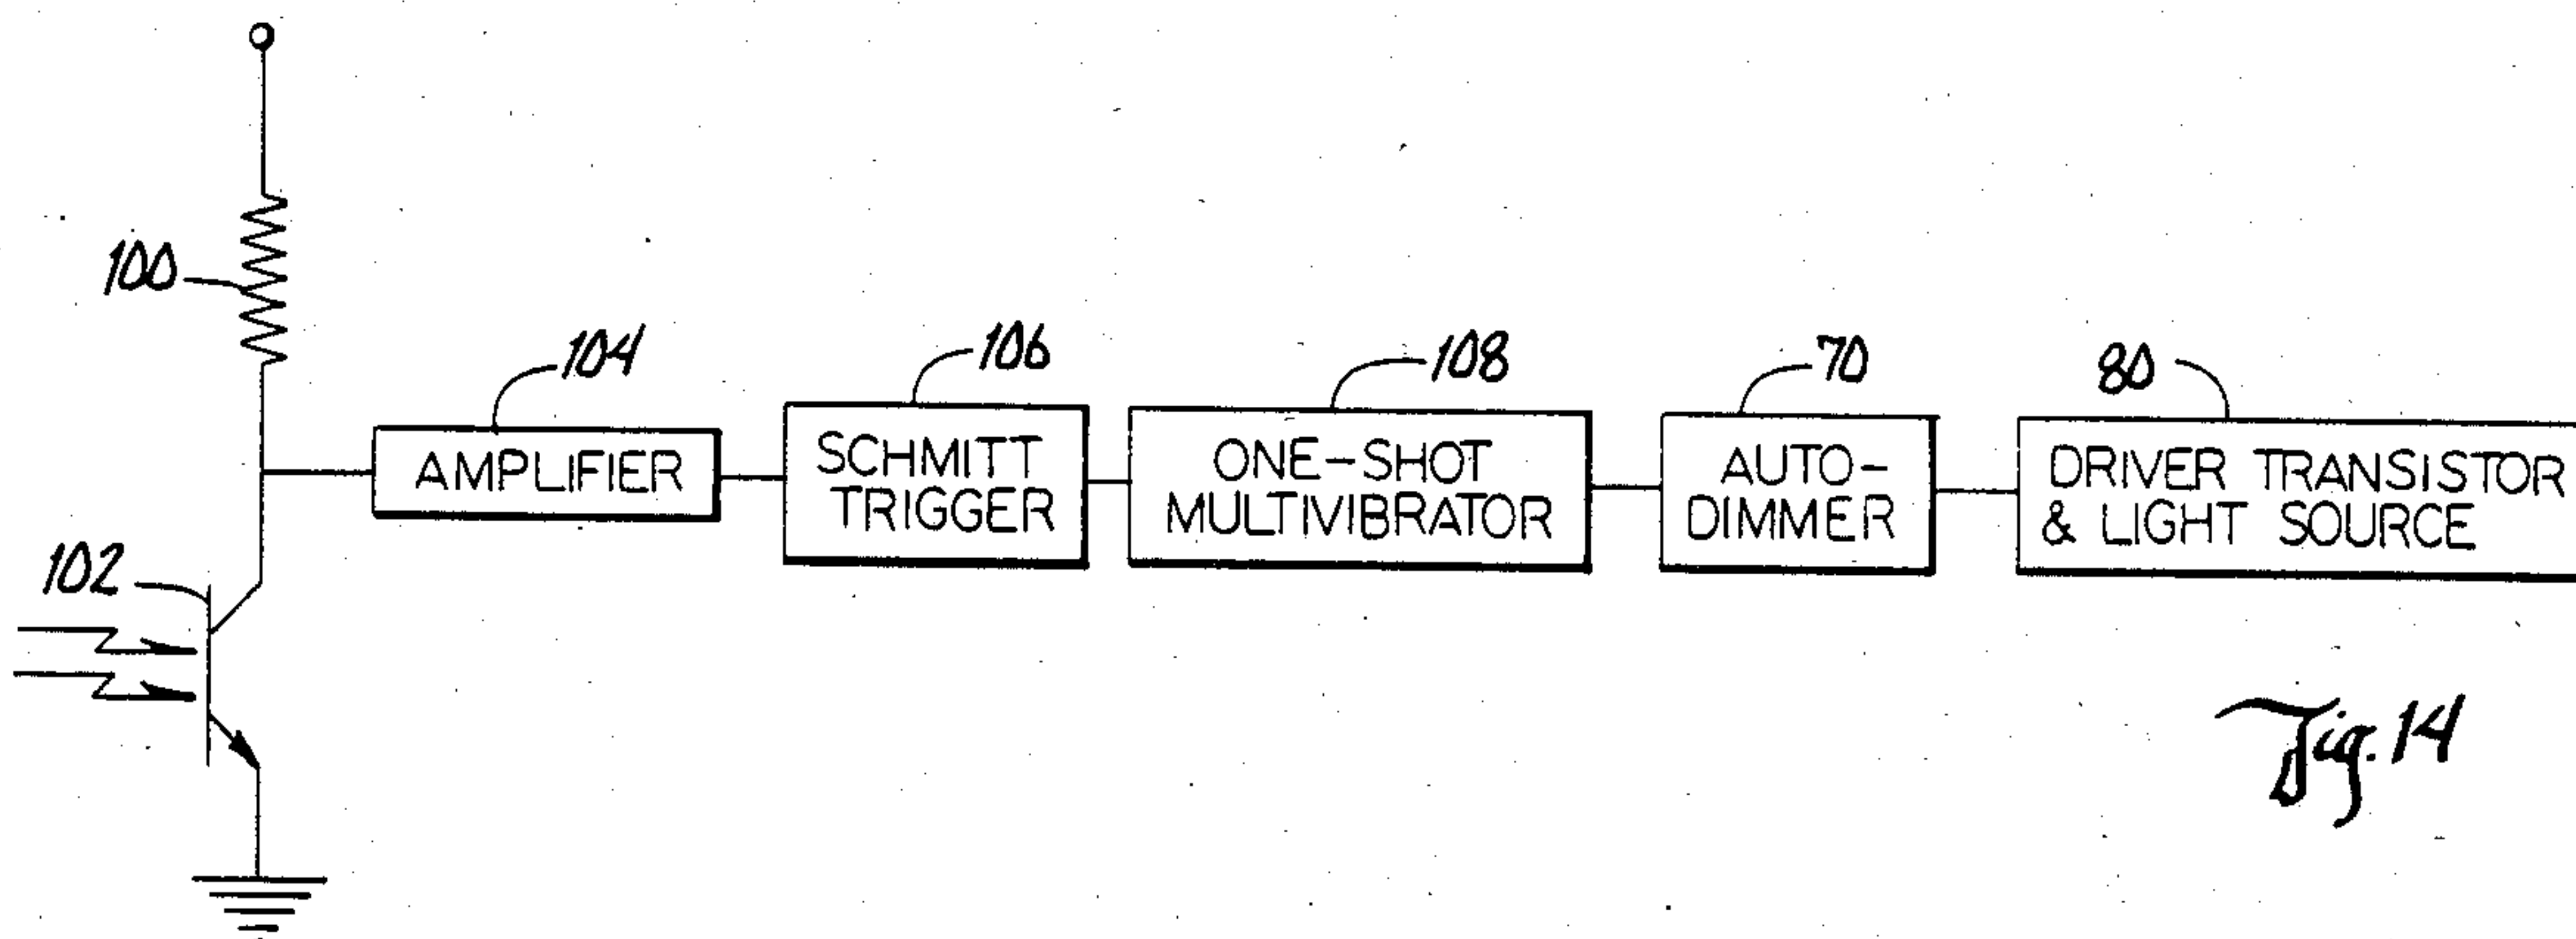 100
102
104
AMPLIFIER
106
SCHMITT
TRIGGER
108
ONE-SHOT
MULTIVIBRATOR
70
AUTO-
DIMMER
80
DRIVER TRANSISTOR
& LIGHT SOURCE
Fig. 14